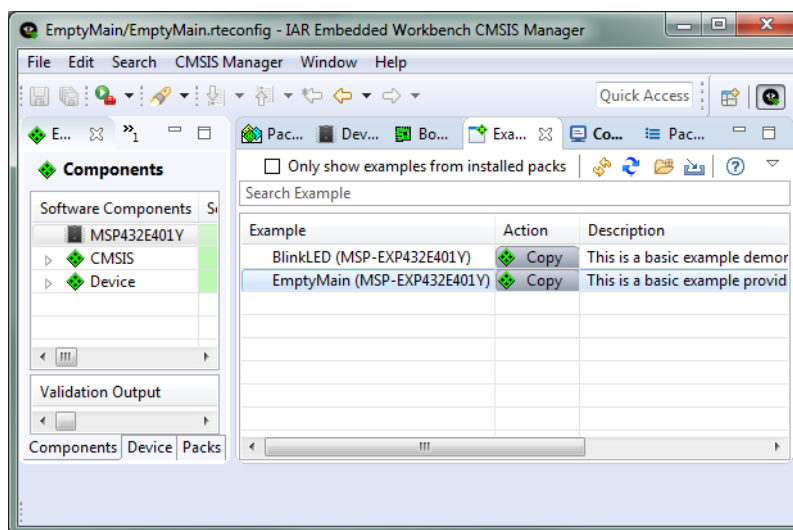 EmptyMain/EmptyMain.rteconfig - IAR Embedded Workbench CMSIS Manager
File Edit Search CMSIS Manager Window Help
Quick Access
E... »1
Pac... Dev... Bo... Exa... Co... Pac...
Components
Only show examples from installed packs
Search Example
Software Components
MSP432E401Y
CMSIS
Device
Example Action Description
BlinkLED (MSP-EXP432E401Y) Copy This is a basic example demor
EmptyMain (MSP-EXP432E401Y) Copy This is a basic example provid
Validation Output
Components Device Packs